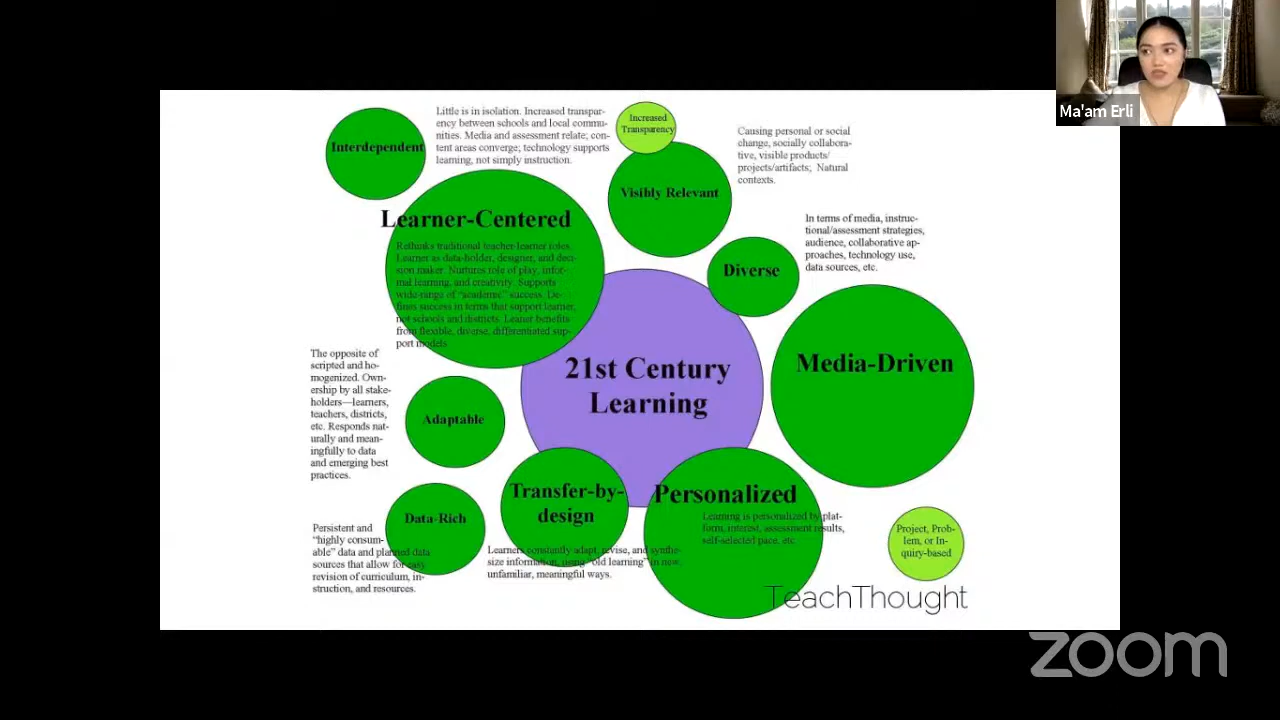 Ma'am Erli
Interdependent
Little is in isolation. Increased transpar-
ency between schools and local commu-
nities. Media and assessment relate; con-
tent areas converge; technology supports
learning, not simply instruction.
Increased
Transparency
Visibly Relevant
Causing personal or social
change, socially collabora-
tive, visible products/
projects/artifacts; Natural
contexts.
Learner-Centered
Rethinks traditional teacher-learner roles.
Learner as data-holder, designer, and deci-
sion maker. Nurtures role of play, infor-
mal learning, and creativity. Supports
wide-range of "academic" success. De-
fines success in terms that support learner,
not schools and districts. Learner benefits
from flexible, diverse, differentiated sup-
port models
Diverse
In terms of media, instruc-
tional/assessment strategies,
audience, collaborative ap-
proaches, technology use,
data sources, etc.
21st Century
Learning
Media-Driven
The opposite of
scripted and ho-
mogenized. Own-
ership by all stake-
holders—learners,
teachers, districts,
etc. Responds nat-
urally and mean-
ingfully to data
and emerging best
practices.
Adaptable
Transfer-by-
design
Learners constantly adapt, revise, and synthe-
size information, using "old learning" in new,
unfamiliar, meaningful ways.
Personalized
Learning is personalized by plat-
form, interest, assessment results,
self-selected pace, etc.
Data-Rich
Persistent and
"highly consum-
able" data and planned data
sources that allow for easy
revision of curriculum, in-
struction, and resources.
Project, Prob-
lem, or In-
quiry-based
TeachThought
zoom